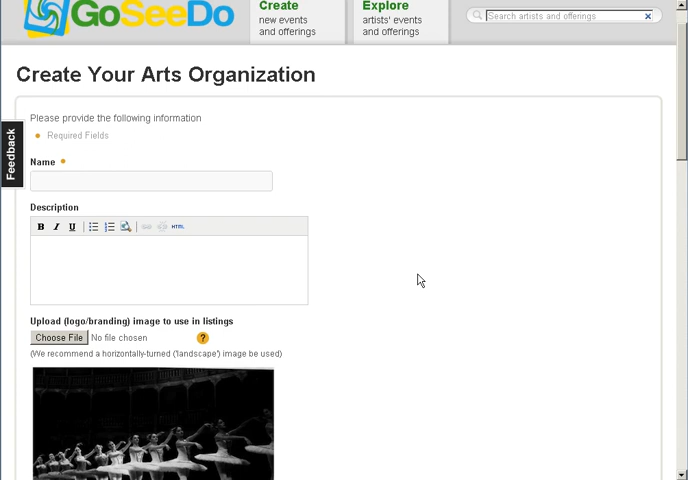 GoSeeDo
Create
new events
and offerings
Explore
artists' events
and offerings
Search artists and offerings
Create Your Arts Organization
Please provide the following information
Required Fields
Feedback
Name
Description
B I U HTML
Upload (logo/branding) image to use in listings
Choose File No file chosen ?
(We recommend a horizontally-turned ('landscape') image be used)